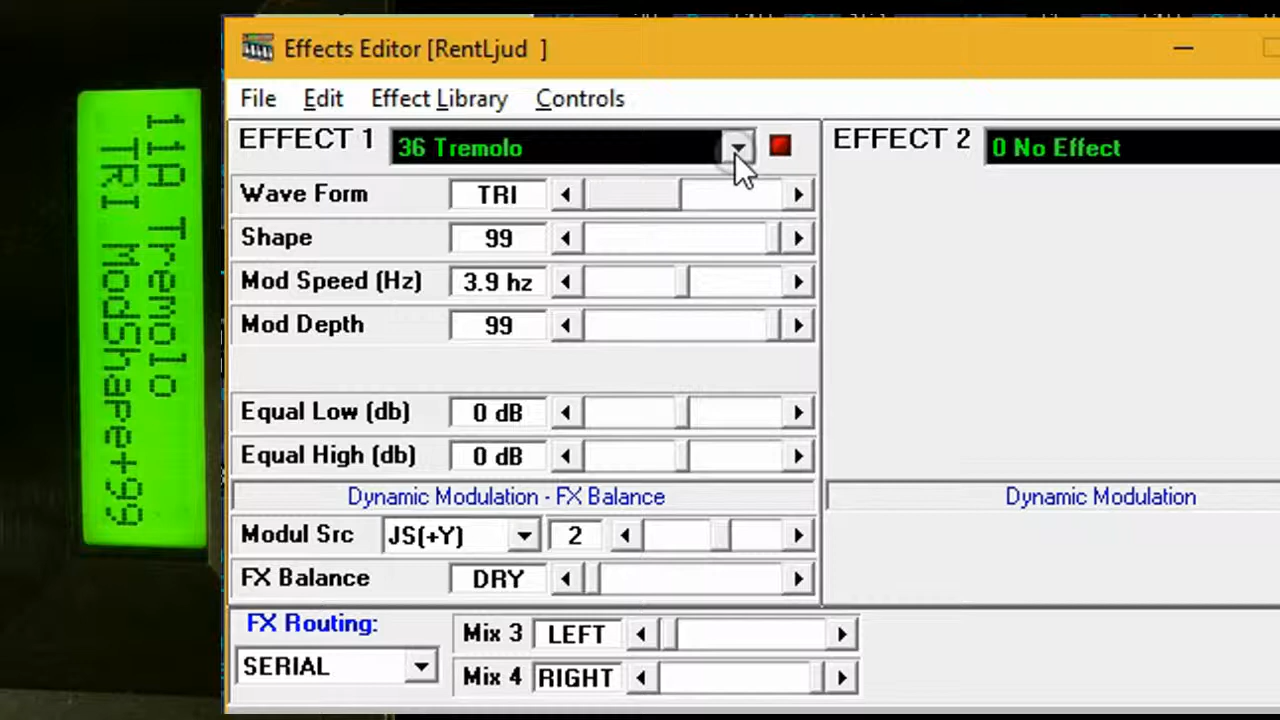 11A Tremolo
TRI ModShape+99
Effects Editor [RentLjud ]
File Edit Effect Library Controls
EFFECT 1 36 Tremolo
Wave Form TRI
Shape 99
Mod Speed (Hz) 3.9 hz
Mod Depth 99
Equal Low (db) 0 dB
Equal High (db) 0 dB
Dynamic Modulation - FX Balance
Modul Src JS(+Y) 2
FX Balance DRY
FX Routing:
SERIAL
Mix 3 LEFT
Mix 4 RIGHT
EFFECT 2 0 No Effect
Dynamic Modulation